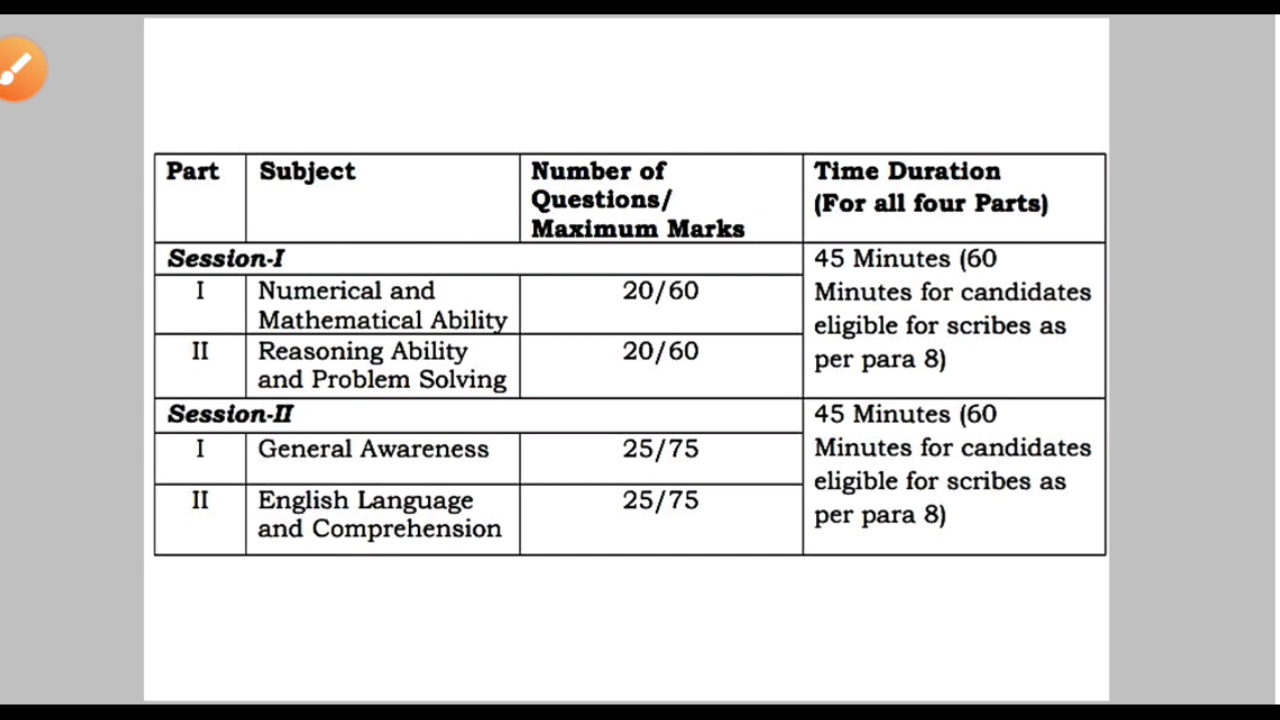 Part Subject Number of Time Duration
Questions/ (For all four Parts)
Maximum Marks
Session-I 45 Minutes (60
I Numerical and 20/60 Minutes for candidates
Mathematical Ability eligible for scribes as
II Reasoning Ability 20/60 per para 8)
and Problem Solving
Session-II 45 Minutes (60
I General Awareness 25/75 Minutes for candidates
eligible for scribes as
II English Language 25/75 per para 8)
and Comprehension